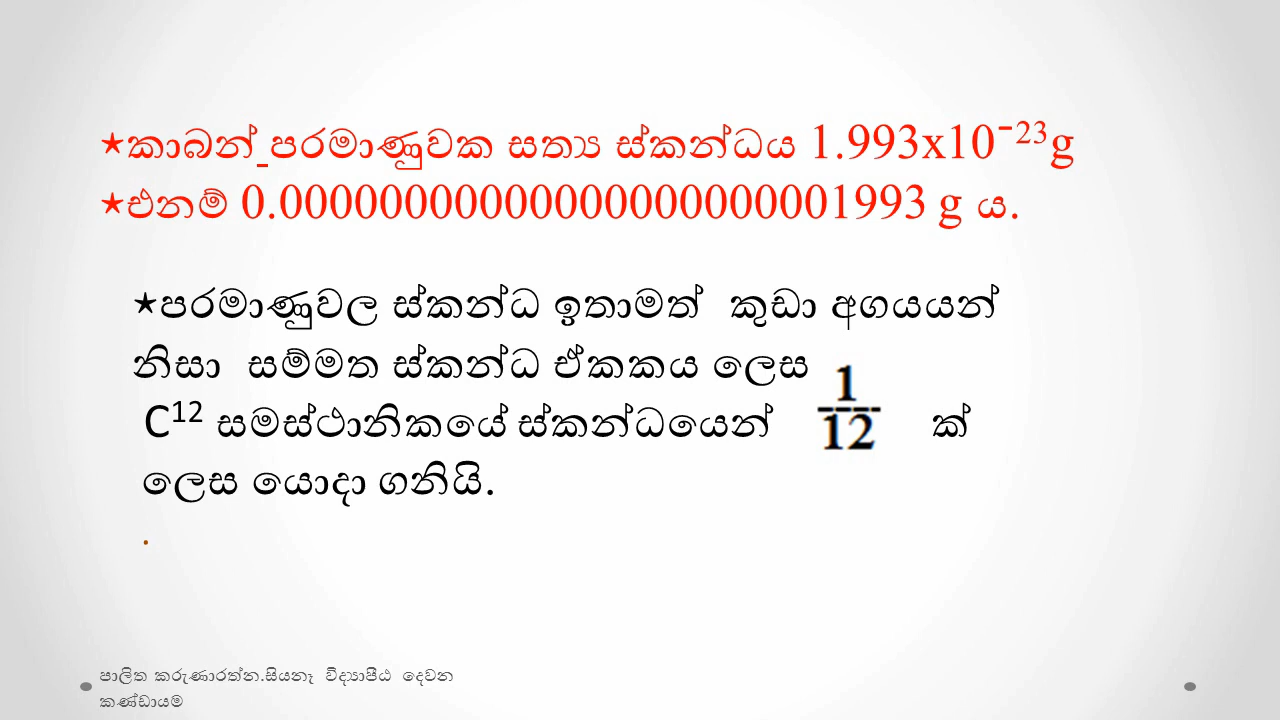 ★කාබන් පරමාණුවක සත්‍ය ස්කන්ධය 1.993x10⁻²³g
★එනම් 0.00000000000000000000001993 g ය.
★පරමාණුවල ස්කන්ධ ඉතාමත් කුඩා අගයයන්
නිසා සම්මත ස්කන්ධ ඒකකය ලෙස
C¹² සමස්ථානිකයේ ස්කන්ධයෙන් 1/12 ක්
ලෙස යොදා ගනියි.
.
පාලිත කරුණාරත්න.සියනෑ විද්‍යාපීඨ දෙවන
කණ්ඩායම